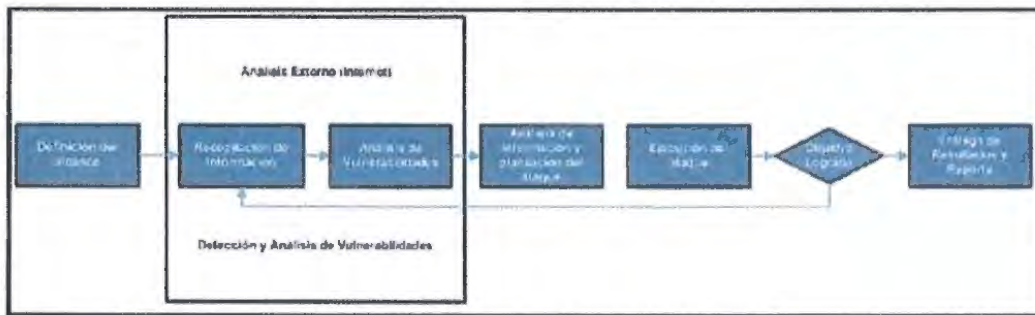 Análisis Externo (Internet)
Definición del
alcance
Recopilación de
Información
Análisis de
Vulnerabilidades
Análisis de
información y
planeación del
ataque
Ejecución de
ataque
Objetivo
Logrado
Entrega de
Resultados y
Reporte
Detección y Análisis de Vulnerabilidades